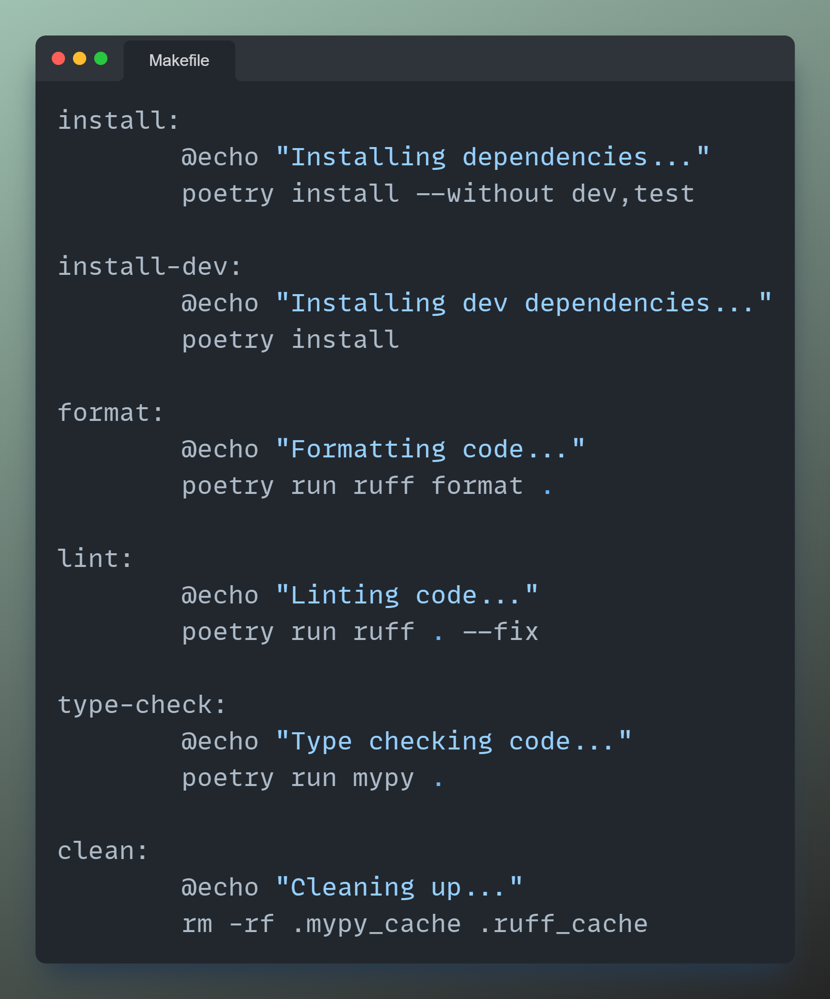 Makefile
install:
@echo "Installing dependencies..."
poetry install --without dev,test
install-dev:
@echo "Installing dev dependencies..."
poetry install
format:
@echo "Formatting code..."
poetry run ruff format .
lint:
@echo "Linting code..."
poetry run ruff . --fix
type-check:
@echo "Type checking code..."
poetry run mypy .
clean:
@echo "Cleaning up..."
rm -rf .mypy_cache .ruff_cache